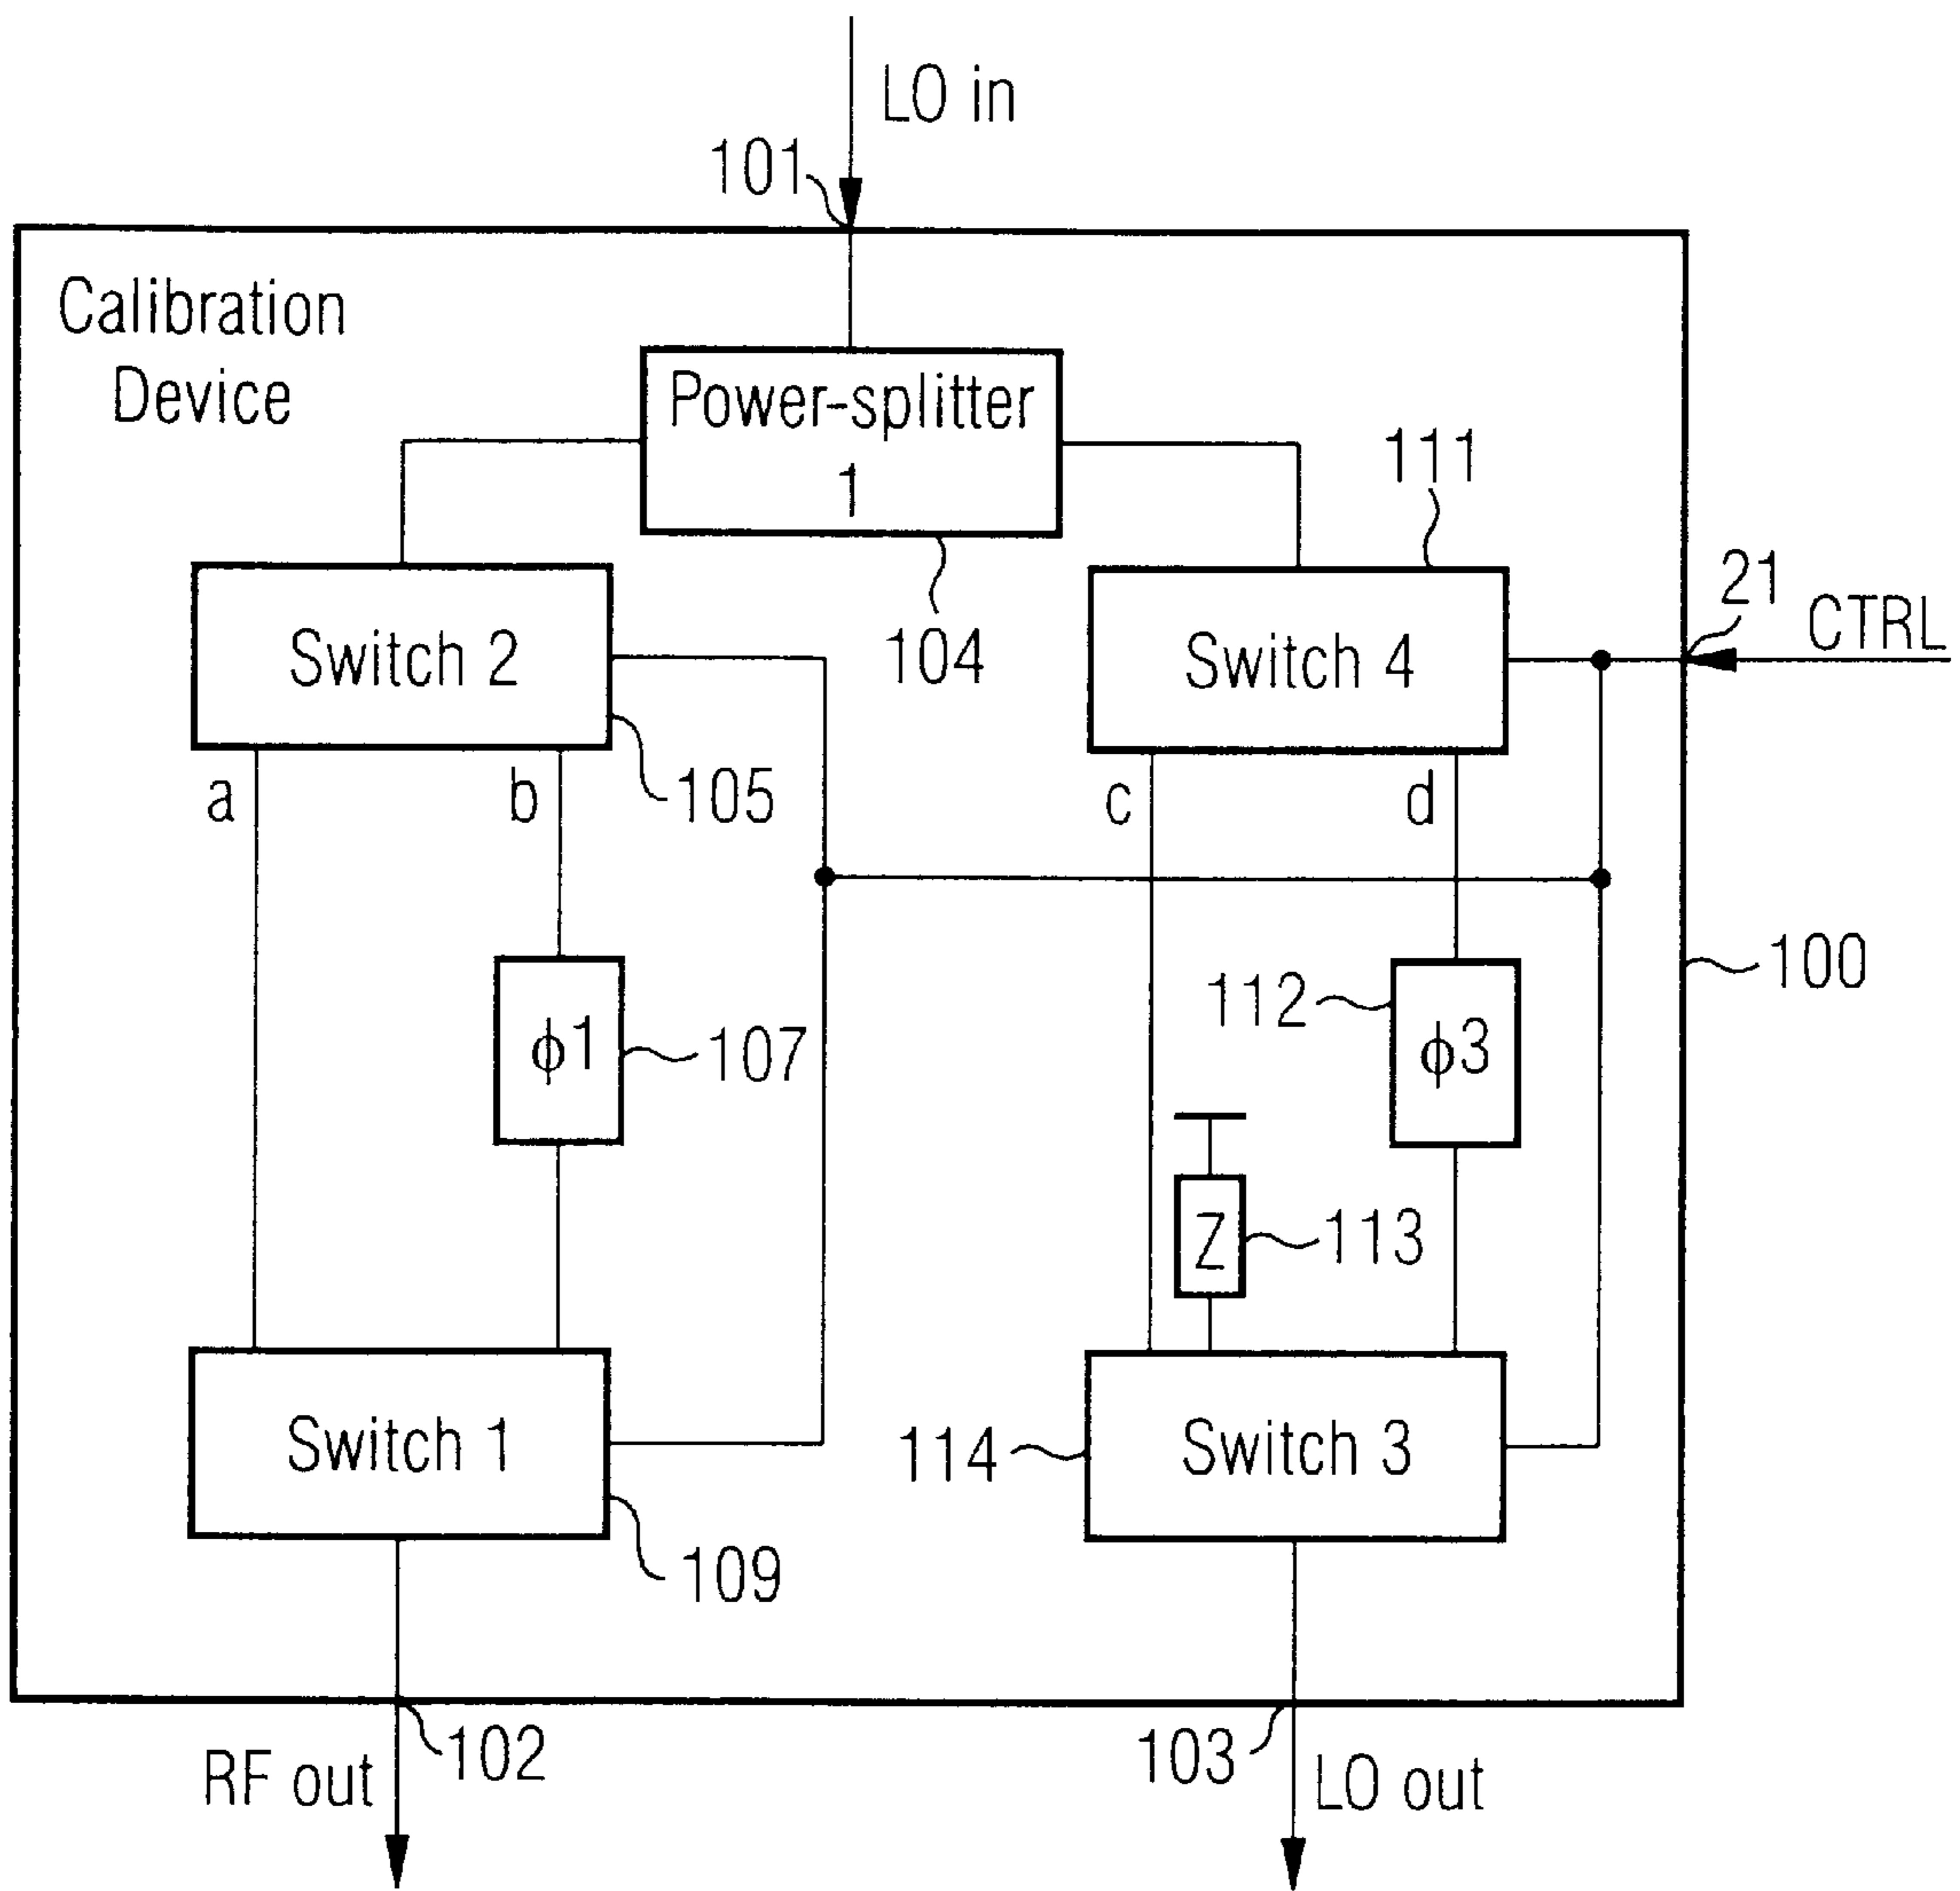 LO in
101
Calibration
Device
Power-splitter
1
111
21
CTRL
Switch 2
104
Switch 4
a
b
105
c
d
100
112
ϕ1
107
ϕ3
Z
113
Switch 1
114
Switch 3
109
102
103
RF out
LO out